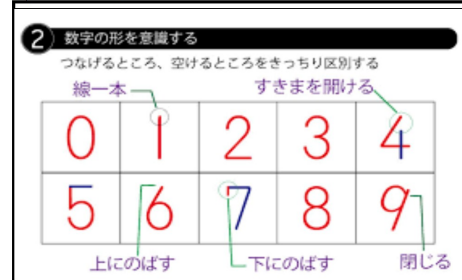 2 数字の形を意識する
つなげるところ、空けるところをきっちり区別する
線一本 すきまを開ける
0 1 2 3 4
5 6 7 8 9
上にのばす 下にのばす 閉じる